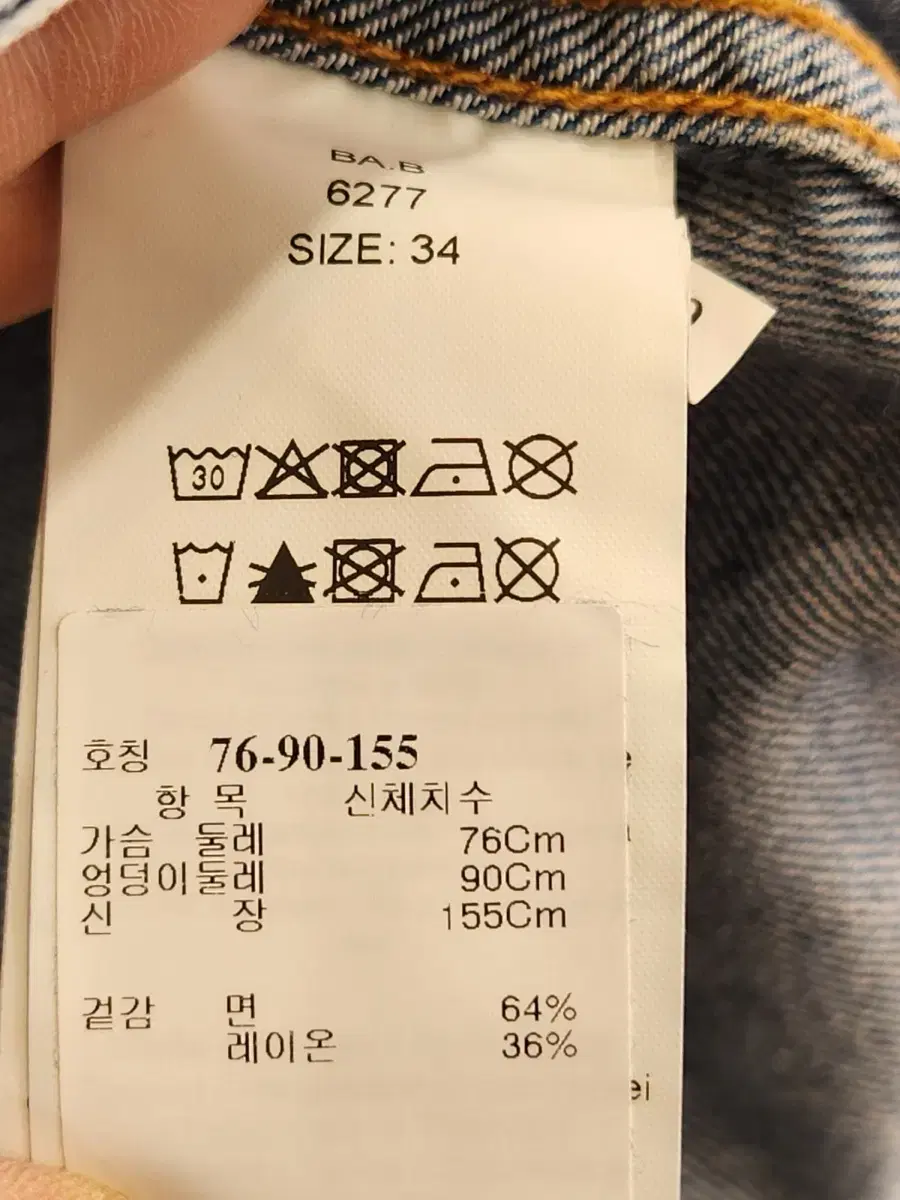 BA.B
6277
SIZE: 34
30
호칭 76-90-155
항 목 신체치수
가슴 둘레 76Cm
엉덩이둘레 90Cm
신 장 155Cm
겉감 면 64%
레이온 36%
ei